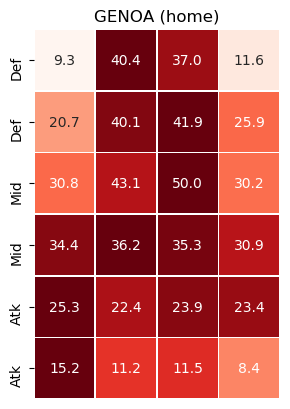 GENOA (home)
Def 9.3 40.4 37.0 11.6
Def 20.7 40.1 41.9 25.9
Mid 30.8 43.1 50.0 30.2
Mid 34.4 36.2 35.3 30.9
Atk 25.3 22.4 23.9 23.4
Atk 15.2 11.2 11.5 8.4